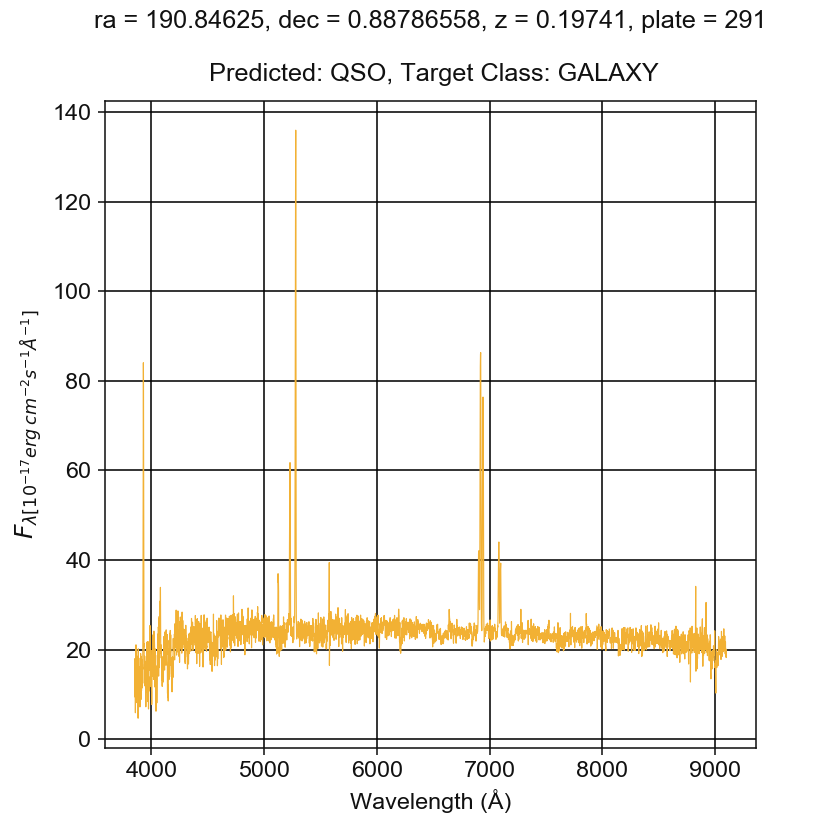 ra = 190.84625, dec = 0.88786558, z = 0.19741, plate = 291
Predicted: QSO, Target Class: GALAXY
140
120
100
80
60
40
20
0
F_{λ[10^{−17} erg cm^{−2} s^{−1} Å^{−1}]}
4000 5000 6000 7000 8000 9000
Wavelength (Å)